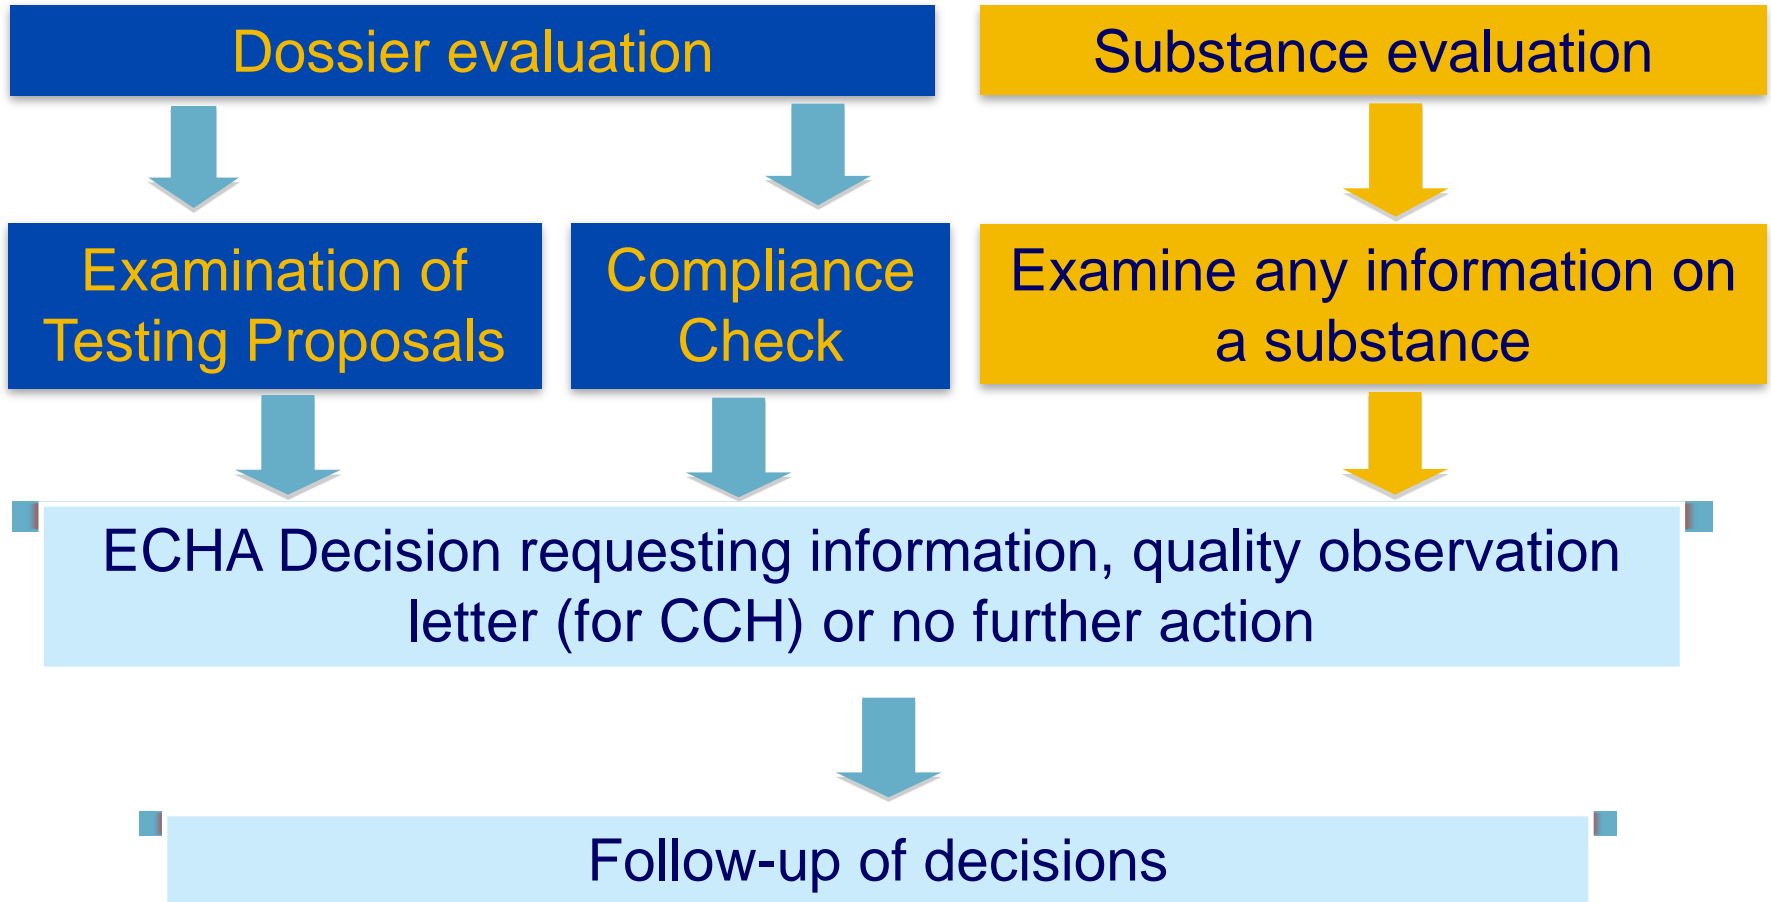 Dossier evaluation
Substance evaluation
Examination of
Testing Proposals
Compliance
Check
Examine any information on
a substance
ECHA Decision requesting information, quality observation
letter (for CCH) or no further action
Follow-up of decisions